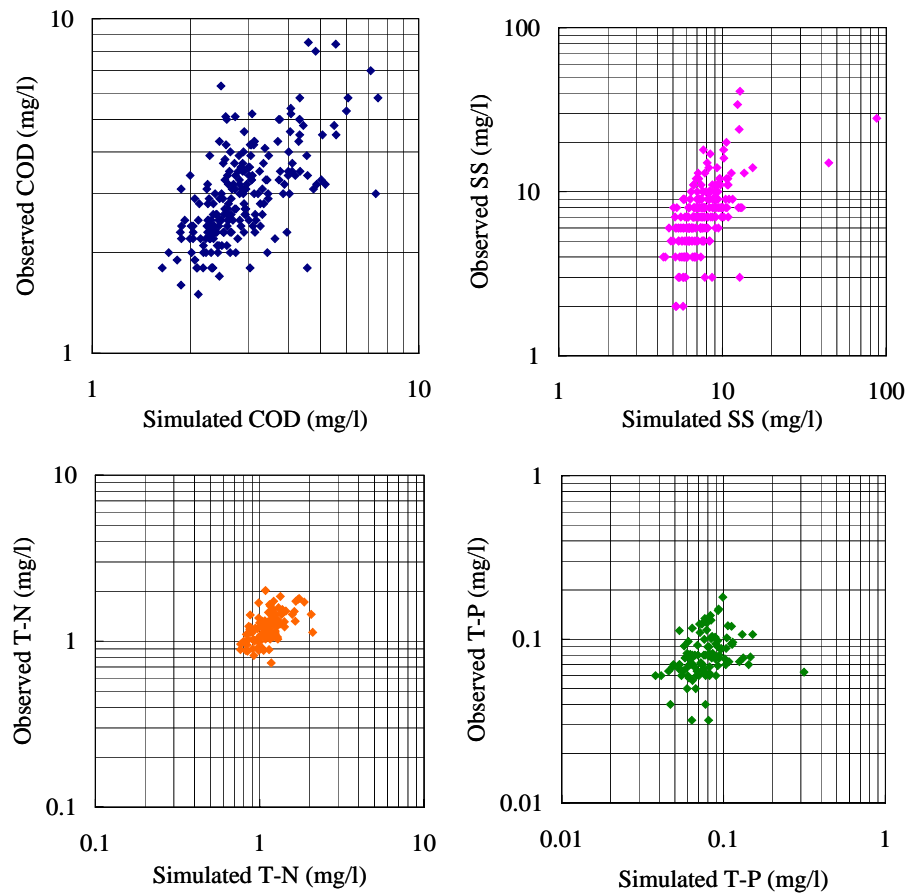 10
Observed COD (mg/l)
1
1
10
Simulated COD (mg/l)
100
Observed SS (mg/l)
10
1
1
10
100
Simulated SS (mg/l)
10
Observed T-N (mg/l)
1
0.1
0.1
1
10
Simulated T-N (mg/l)
1
Observed T-P (mg/l)
0.1
0.01
0.01
0.1
1
Simulated T-P (mg/l)